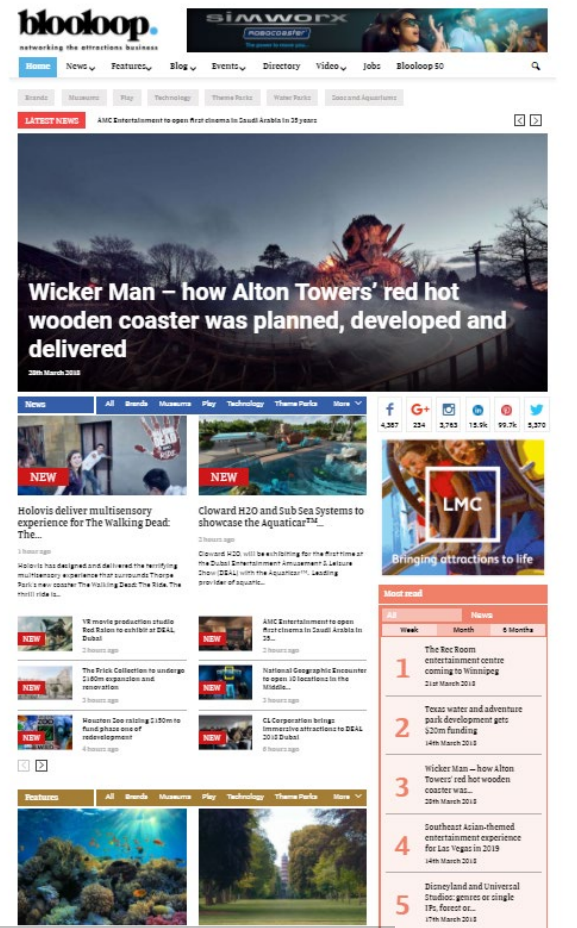 blooloop.
networking the attractions business
SIMWORX
ROBOCOASTER
The power to move you...
Home News Features Blog Events Directory Video Jobs Blooloop 50
Brands Museums Play Technology Theme Parks Water Parks Zoos and Aquariums
LATEST NEWS AMC Entertainment to open first cinema in Saudi Arabia in 35 years
Wicker Man – how Alton Towers' red hot
wooden coaster was planned, developed and
delivered
28th March 2018
News All Brands Museums Play Technology Theme Parks More
4,387 234 3,763 15.9k 99.7k 5,370
NEW
Holovis deliver multisensory
experience for The Walking Dead:
The...
1 hour ago
Holovis has designed and delivered the terrifying
multisensory experience that surrounds Thorpe
Park's new coaster The Walking Dead: The Ride. The
thrill ride is...
NEW
Cloward H2O and Sub Sea Systems to
showcase the Aquaticar™...
2 hours ago
Cloward H2O, will be exhibiting for the first time at
the Dubai Entertainment Amusement & Leisure
Show (DEAL) with the Aquaticar™. Leading
provider of aquatic...
LMC
Bringing attractions to life
NEW
VR movie production studio
Red Raion to exhibit at DEAL,
Dubai
2 hours ago
NEW
AMC Entertainment to open
first cinema in Saudi Arabia in
35...
2 hours ago
NEW
The Frick Collection to undergo
$160m expansion and
renovation
3 hours ago
NEW
National Geographic Encounter
to open 10 locations in the
Middle...
3 hours ago
NEW
Houston Zoo raising $150m to
fund phase one of
redevelopment
4 hours ago
NEW
CL Corporation brings
immersive attractions to DEAL
2018 Dubai
6 hours ago
Features All Brands Museums Play Technology Theme Parks More
Most read
All News
Week Month 6 Months
1
The Rec Room
entertainment centre
coming to Winnipeg
21st March 2018
2
Texas water and adventure
park development gets
$20m funding
14th March 2018
3
Wicker Man – how Alton
Towers' red hot wooden
coaster was...
28th March 2018
4
Southeast Asian-themed
entertainment experience
for Las Vegas in 2019
14th March 2018
5
Disneyland and Universal
Studios: genres or single
IPs, forest or...
17th March 2018